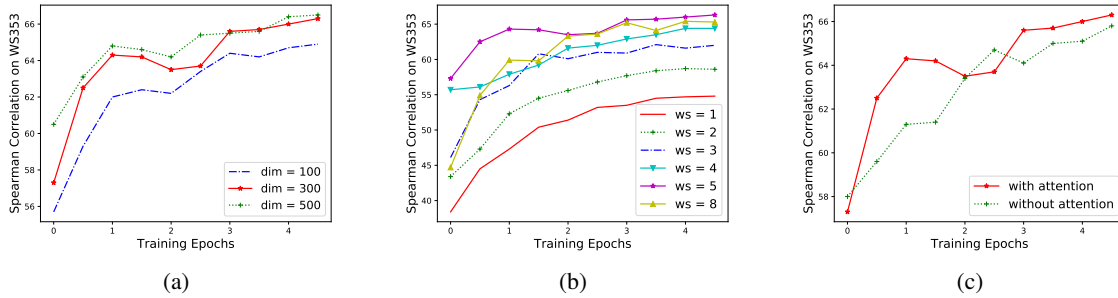 Spearman Correlation on WS353
66
64
62
60
58
56
0
1
2
3
4
Training Epochs
dim = 100
dim = 300
dim = 500
(a)
Spearman Correlation on WS353
65
60
55
50
45
40
0
1
2
3
4
Training Epochs
ws = 1
ws = 2
ws = 3
ws = 4
ws = 5
ws = 8
(b)
Spearman Correlation on WS353
66
64
62
60
58
0
1
2
3
4
Training Epochs
with attention
without attention
(c)